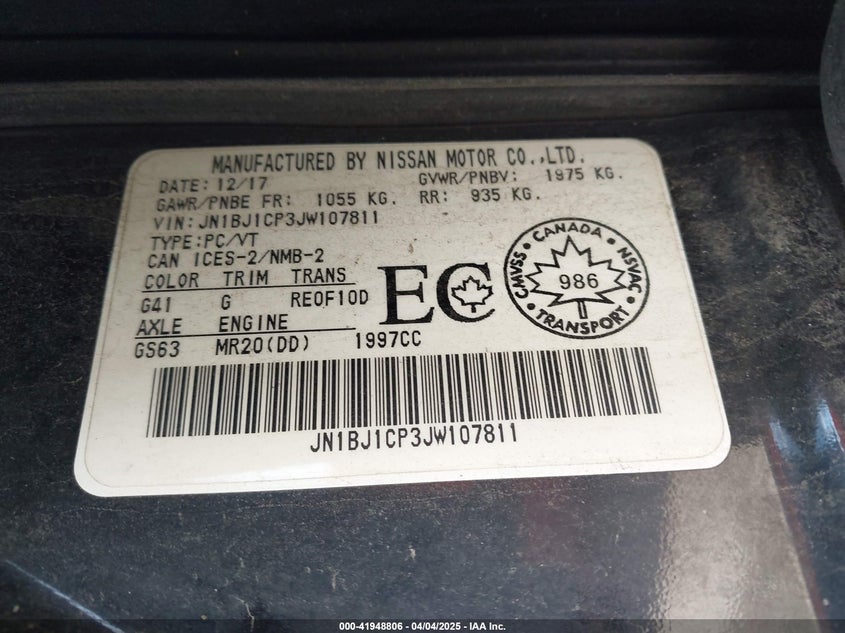 MANUFACTURED BY NISSAN MOTOR CO.,LTD.
DATE: 12/17 GVWR/PNBV: 1975 KG.
GAWR/PNBE FR: 1055 KG. RR: 935 KG.
VIN: JN1BJ1CP3JW107811
TYPE:PC/VT
CAN ICES-2/NMB-2
COLOR TRIM TRANS
G41 G RE0F10D
AXLE ENGINE
GS63 MR20(DD) 1997CC
EC
CANADA
CMVSS 986 NSVAC
TRANSPORT
JN1BJ1CP3JW107811
000-41948806 - 04/04/2025 - IAA Inc.